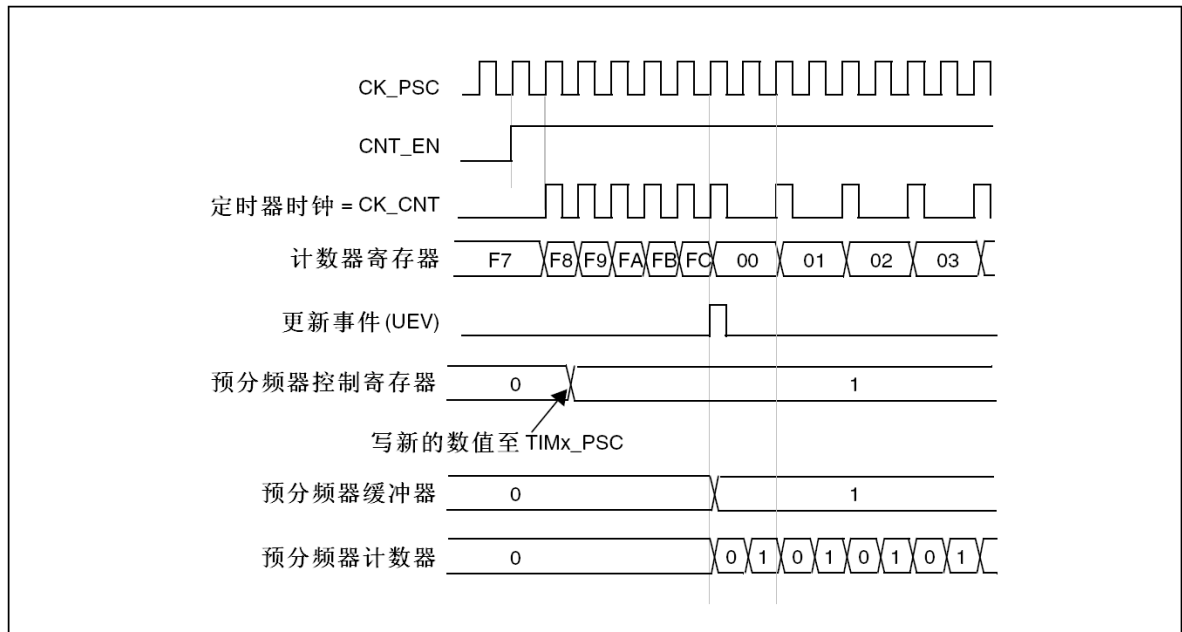 CK_PSC
CNT_EN
定时器时钟 = CK_CNT
计数器寄存器 F7 F8 F9 FA FB FC 00 01 02 03
更新事件(UEV)
预分频器控制寄存器 0 1
写新的数值至 TIMx_PSC
预分频器缓冲器 0 1
预分频器计数器 0 0 1 0 1 0 1 0 1